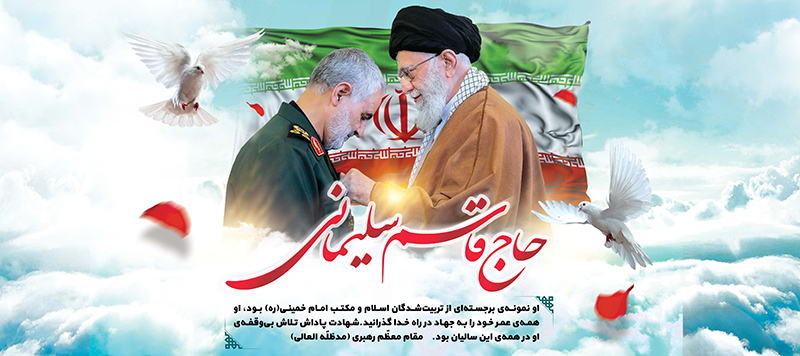 حاج قاسم سلیمانی
او نمونه‌ی برجسته‌ای از تربیت‌شدگان اسلام و مکتب امام خمینی(ره) بود، او
همه‌ی عمر خود را به جهاد در راه خدا گذرانید.شهادت پاداش تلاش بی‌وقفه‌ی
او در همه‌ی این سالیان بود. مقام معظّم رهبری (مدظلّه العالی)